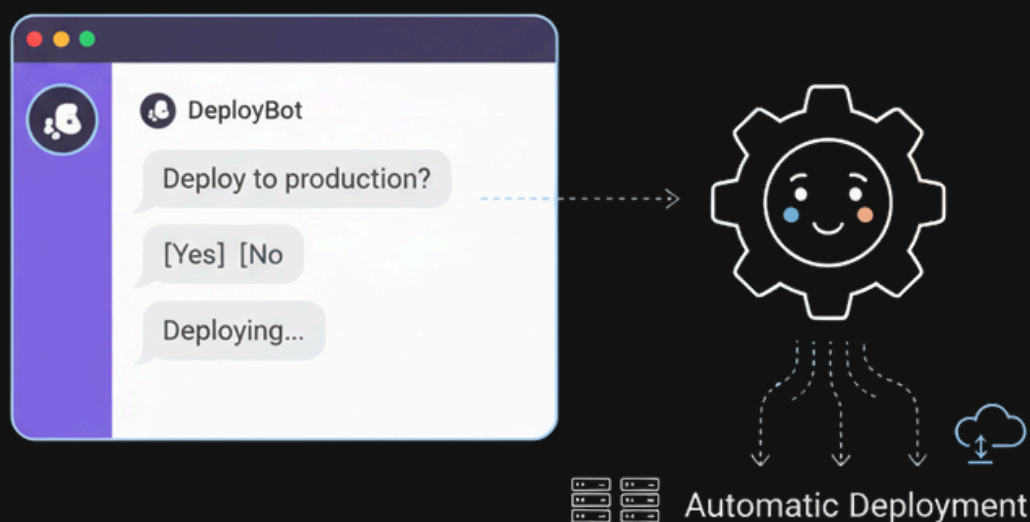 DeployBot
Deploy to production?
[Yes] [No
Deploying...
Automatic Deployment